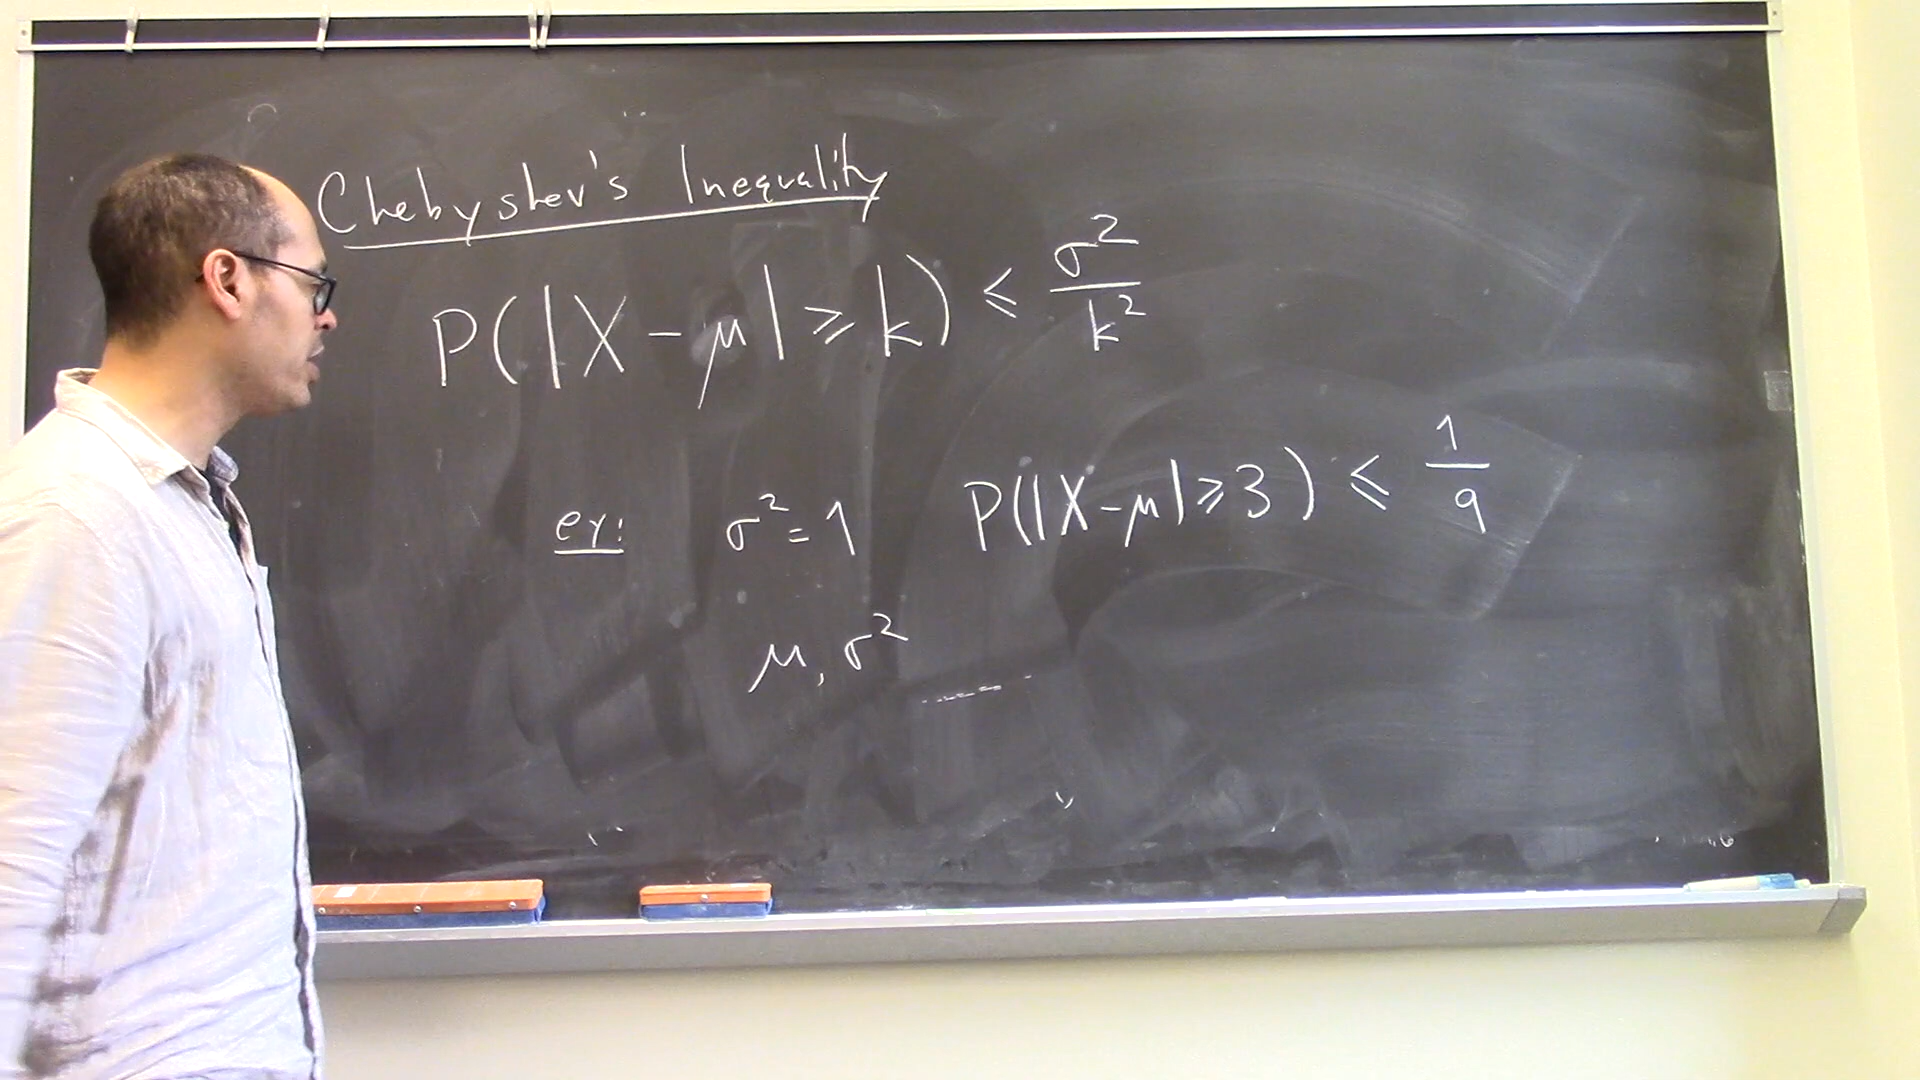 Chebyshev's Inequality
P(|X - μ| ⩾ k) ⩽ σ²/k²
ex: σ² = 1 P(|X - μ| ⩾ 3) ⩽ 1/9
μ, σ²